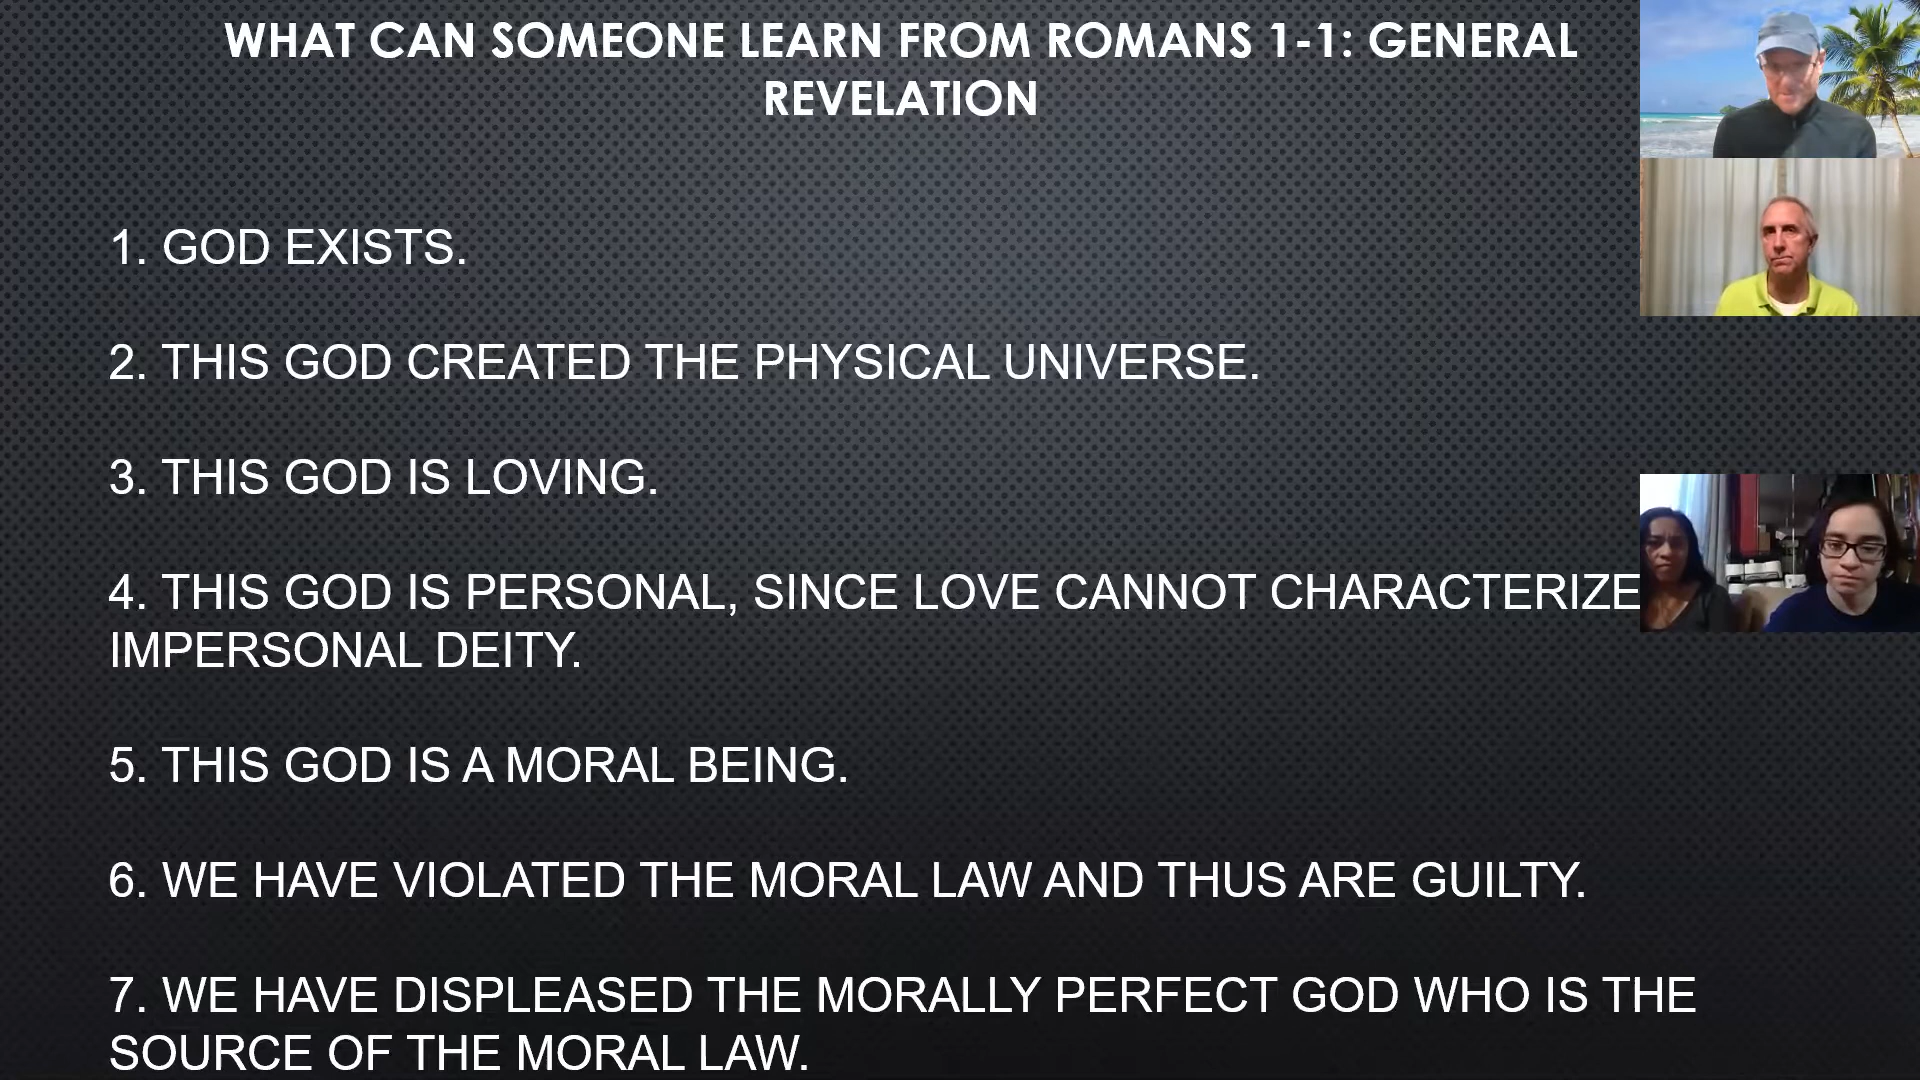 WHAT CAN SOMEONE LEARN FROM ROMANS 1-1: GENERAL
REVELATION
1. GOD EXISTS.
2. THIS GOD CREATED THE PHYSICAL UNIVERSE.
3. THIS GOD IS LOVING.
4. THIS GOD IS PERSONAL, SINCE LOVE CANNOT CHARACTERIZE
IMPERSONAL DEITY.
5. THIS GOD IS A MORAL BEING.
6. WE HAVE VIOLATED THE MORAL LAW AND THUS ARE GUILTY.
7. WE HAVE DISPLEASED THE MORALLY PERFECT GOD WHO IS THE
SOURCE OF THE MORAL LAW.